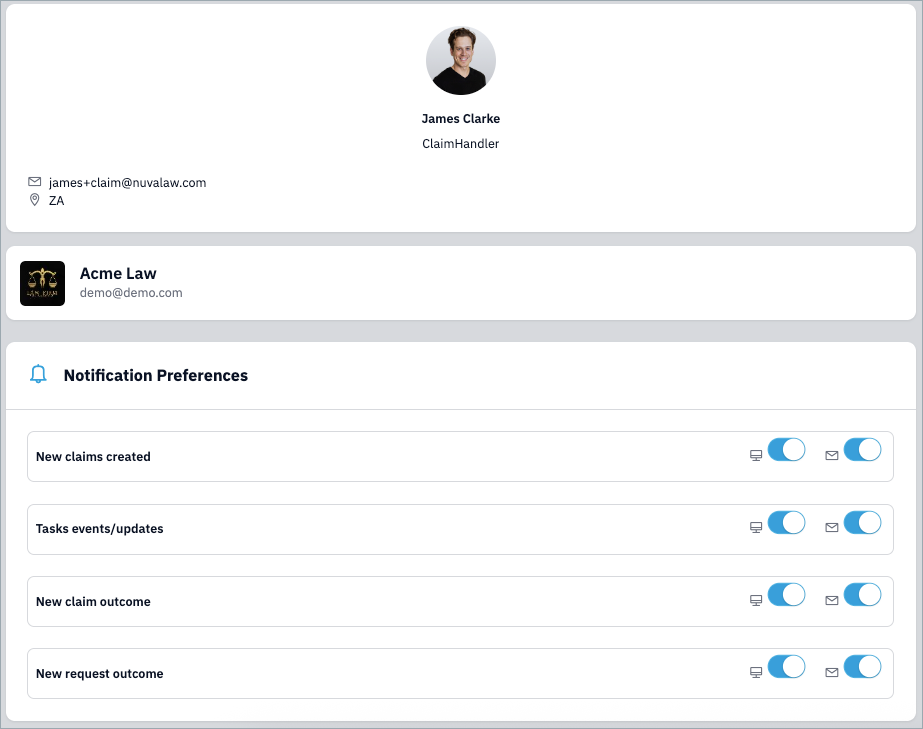 James Clarke
ClaimHandler
james+claim@nuvalaw.com
ZA
Acme Law
demo@demo.com
Notification Preferences
New claims created
Tasks events/updates
New claim outcome
New request outcome